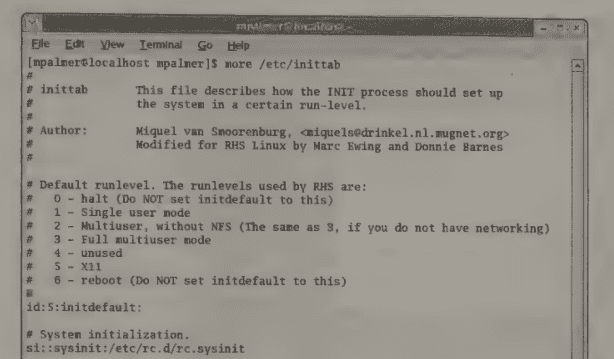 mpalmer@localhost:~
File Edit View Terminal Go Help
[mpalmer@localhost mpalmer]$ more /etc/inittab
#
# inittab This file describes how the INIT process should set up
# the system in a certain run-level.
#
# Author: Miquel van Smoorenburg, <miquels@drinkel.nl.mugnet.org>
# Modified for RHS Linux by Marc Ewing and Donnie Barnes
#
# Default runlevel. The runlevels used by RHS are:
# 0 - halt (Do NOT set initdefault to this)
# 1 - Single user mode
# 2 - Multiuser, without NFS (The same as 3, if you do not have networking)
# 3 - Full multiuser mode
# 4 - unused
# 5 - X11
# 6 - reboot (Do NOT set initdefault to this)
#
id:5:initdefault:
# System initialization.
si::sysinit:/etc/rc.d/rc.sysinit